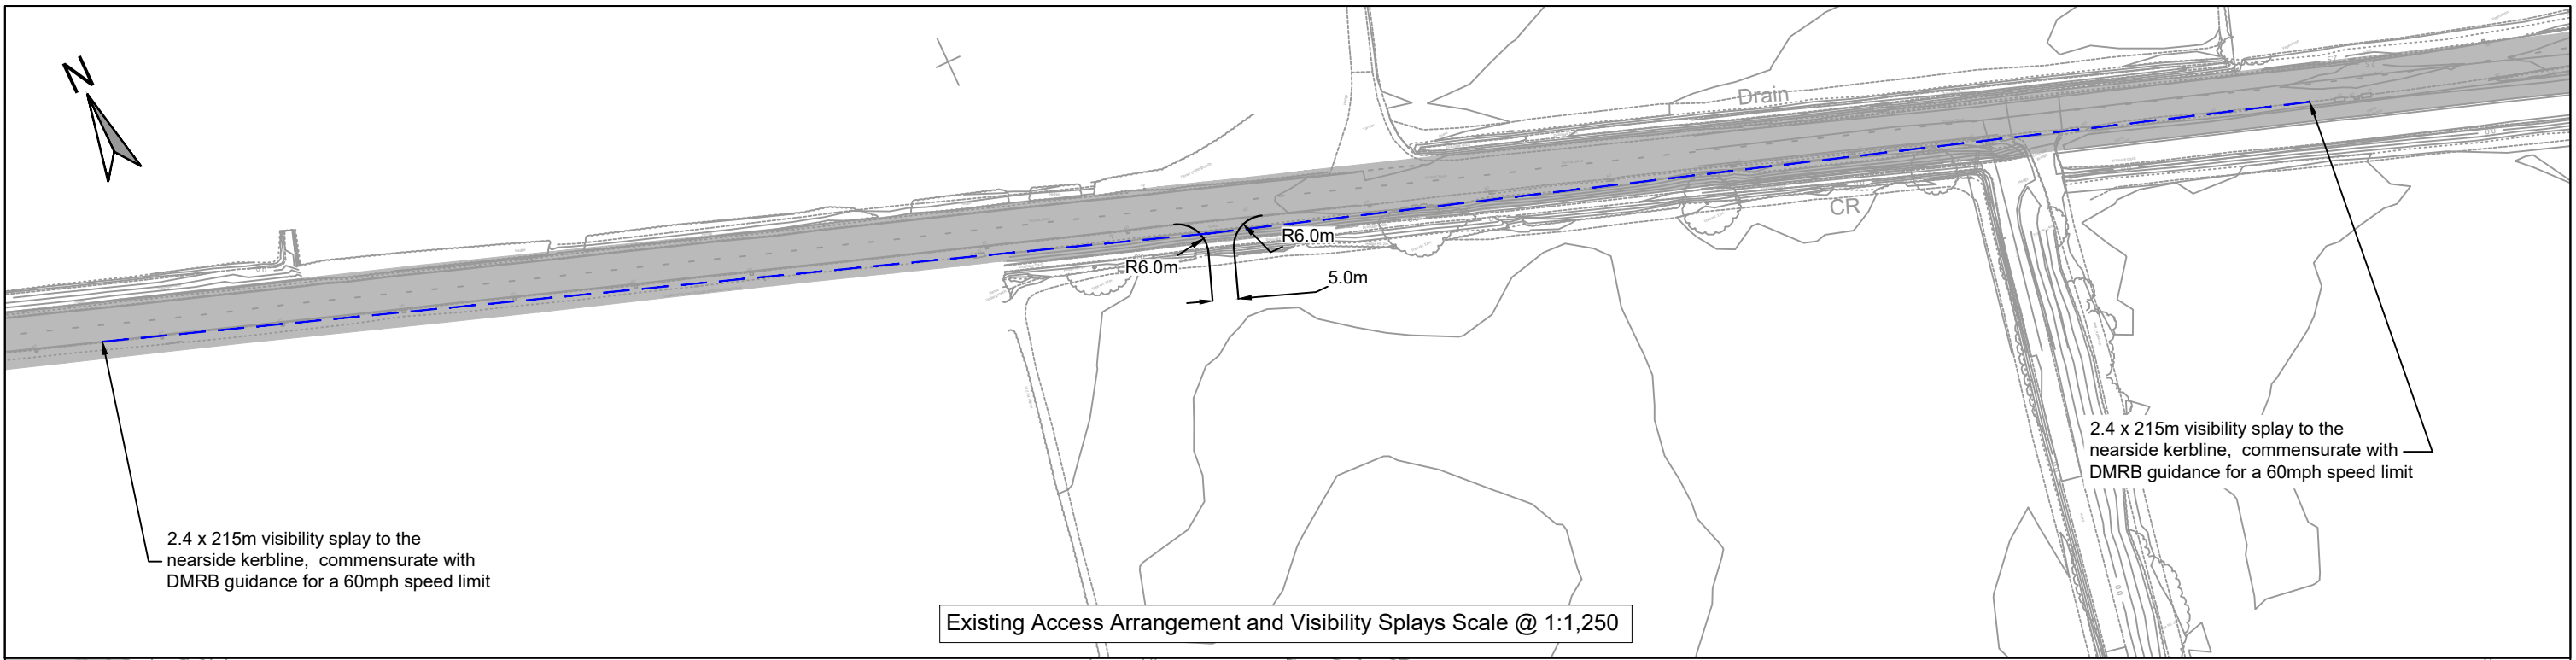 N
Drain
CR
R6.0m
R6.0m
5.0m
2.4 x 215m visibility splay to the
nearside kerbline, commensurate with
DMRB guidance for a 60mph speed limit
2.4 x 215m visibility splay to the
nearside kerbline, commensurate with
DMRB guidance for a 60mph speed limit
Existing Access Arrangement and Visibility Splays Scale @ 1:1,250